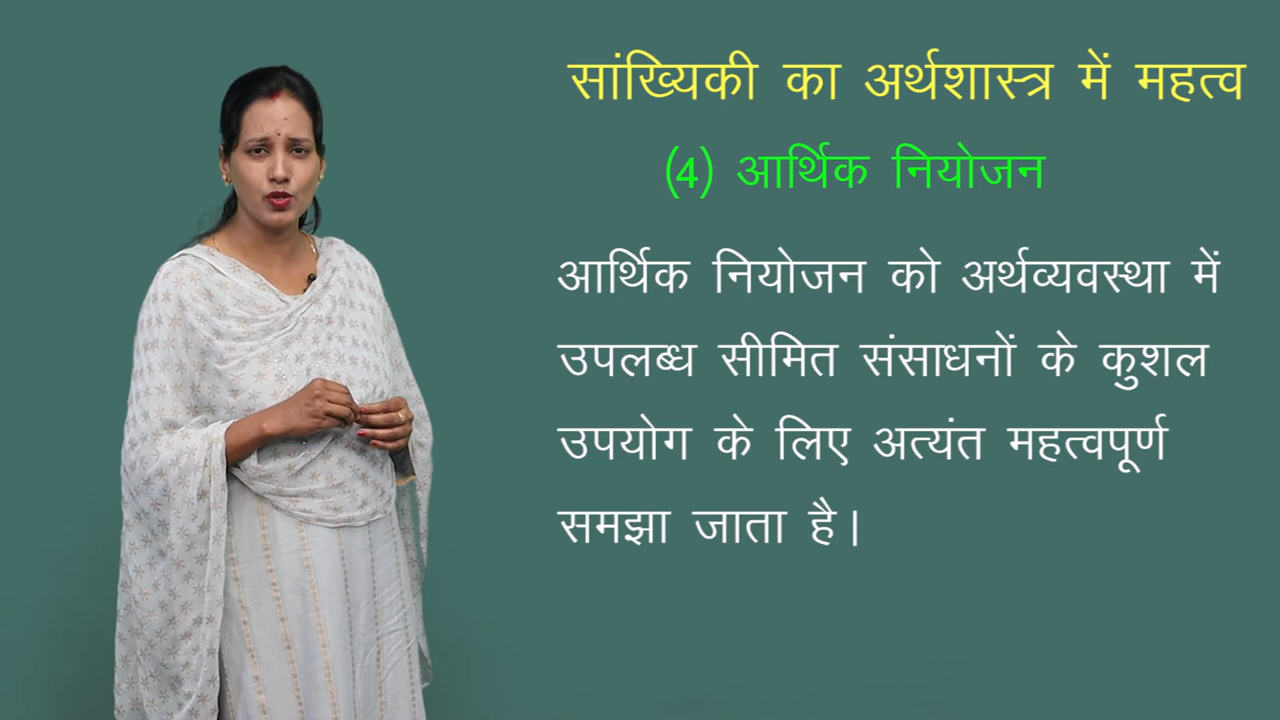 सांख्यिकी का अर्थशास्त्र में महत्व
(4) आर्थिक नियोजन
आर्थिक नियोजन को अर्थव्यवस्था में
उपलब्ध सीमित संसाधनों के कुशल
उपयोग के लिए अत्यंत महत्वपूर्ण
समझा जाता है।